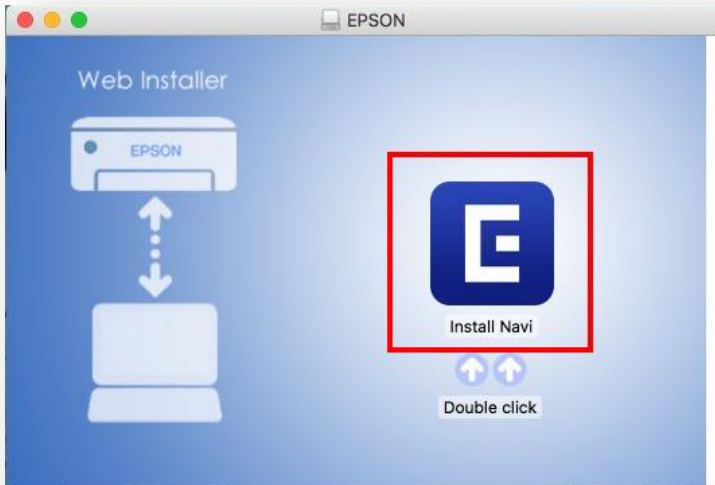 EPSON
Web Installer
EPSON
E
Install Navi
Double click